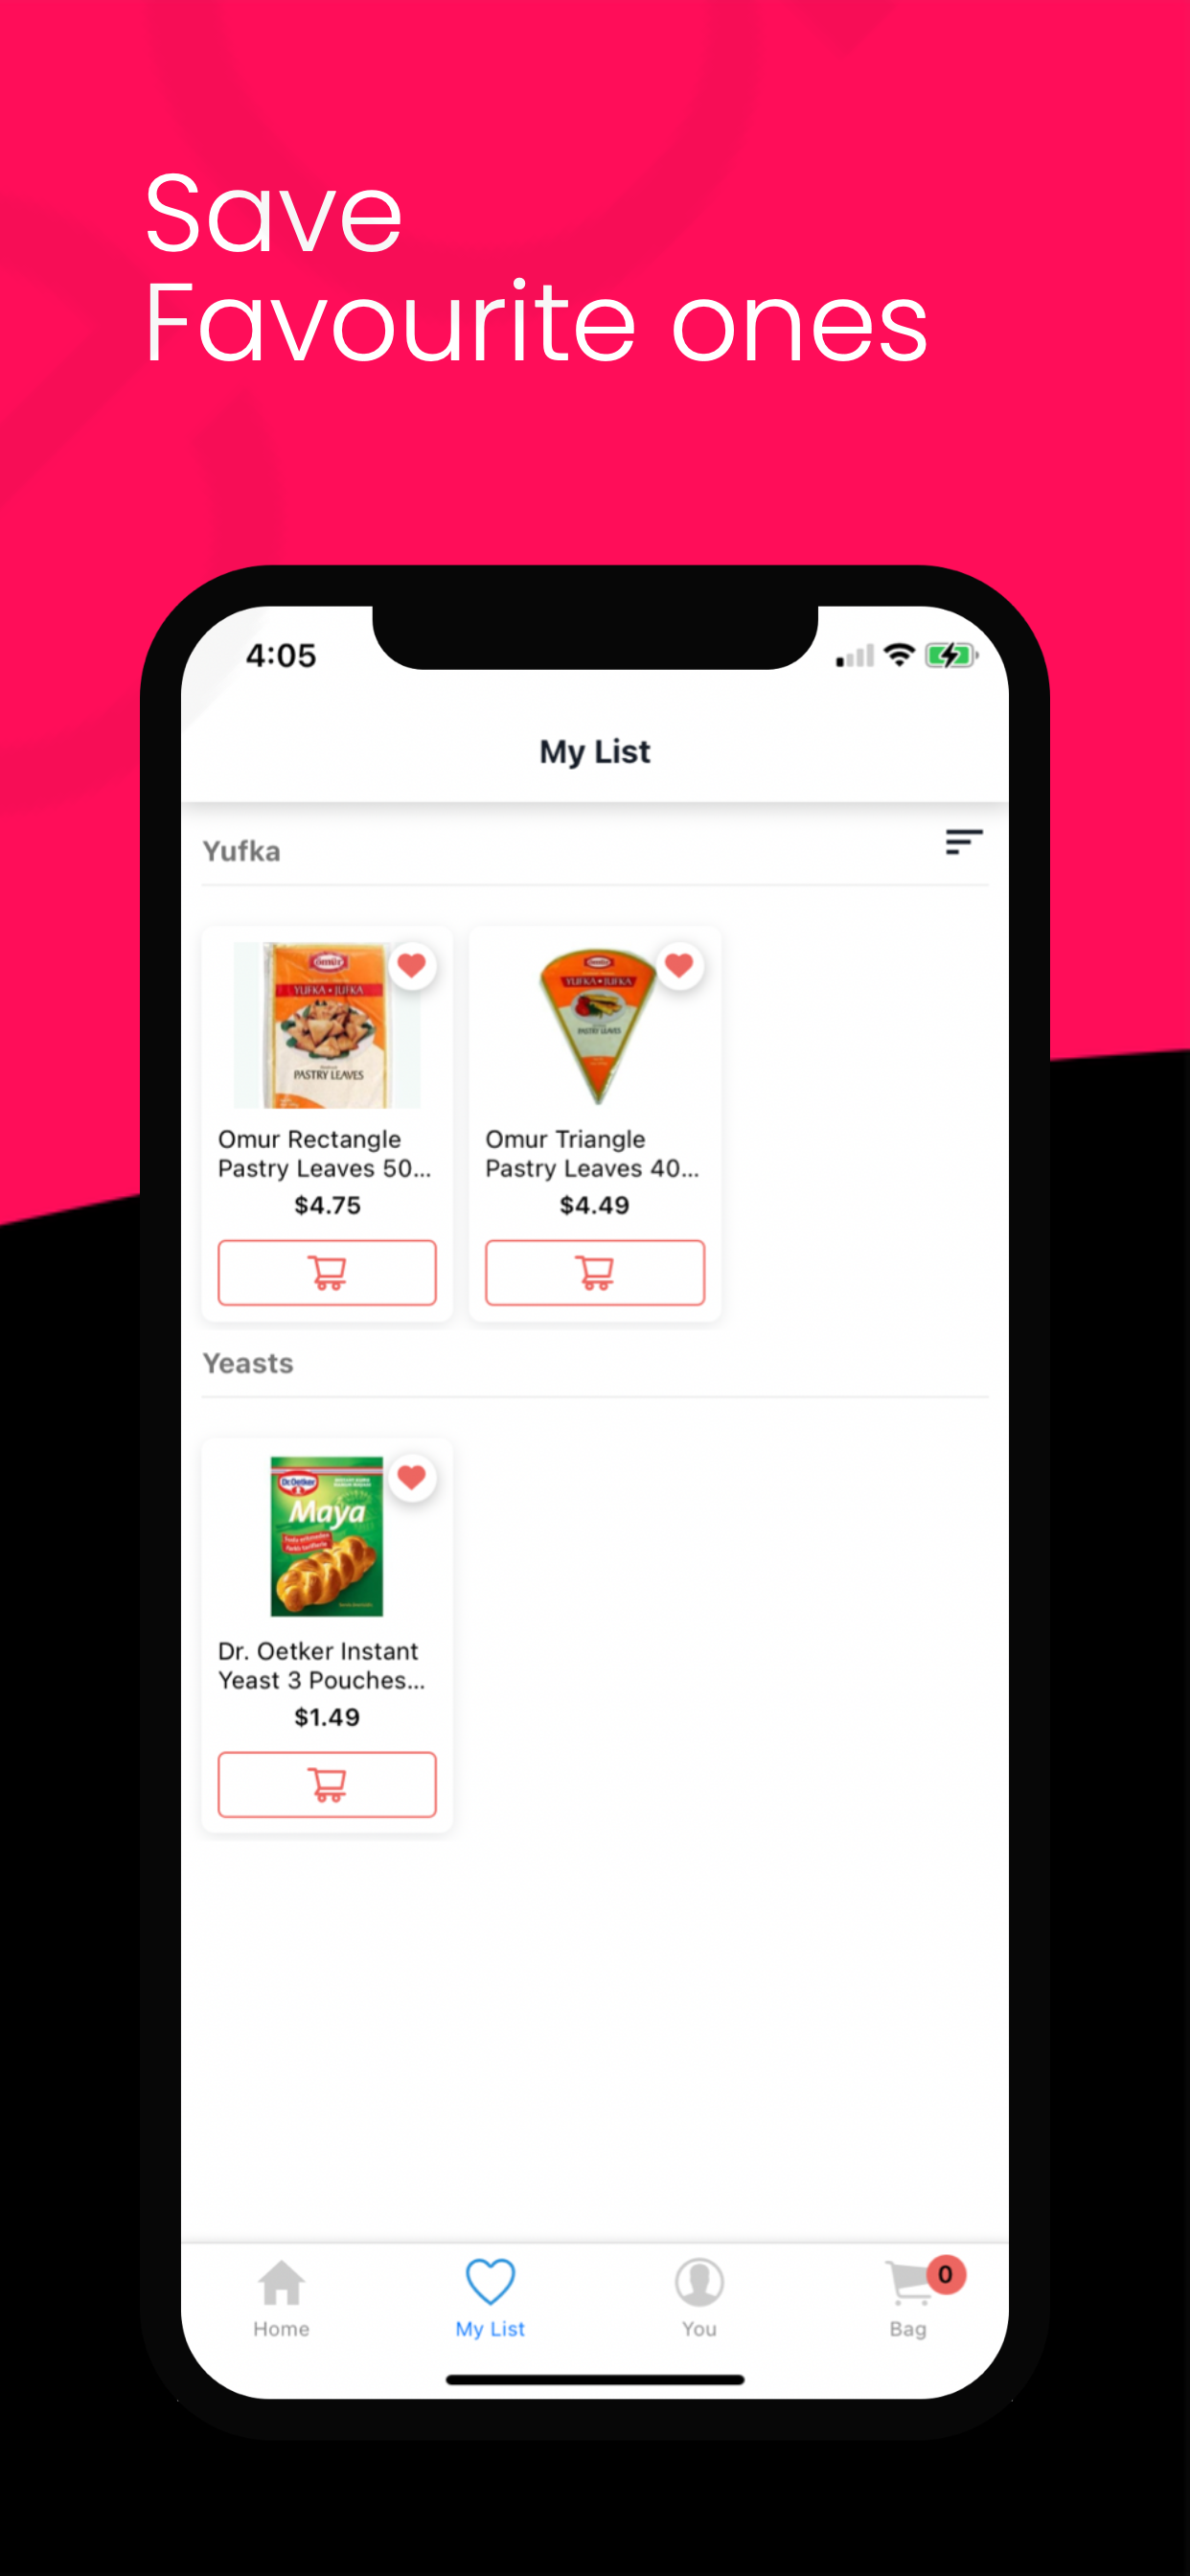 Save
Favourite ones
4:05
My List
Yufka
omür
YUFKA • JUFKA
PASTRY LEAVES
omür
YUFKA • JUFKA
PASTRY LEAVES
Omur Rectangle
Pastry Leaves 50...
$4.75
Omur Triangle
Pastry Leaves 40...
$4.49
Yeasts
Dr. Oetker
Maya
Dr. Oetker Instant
Yeast 3 Pouches...
$1.49
0
Home
My List
You
Bag